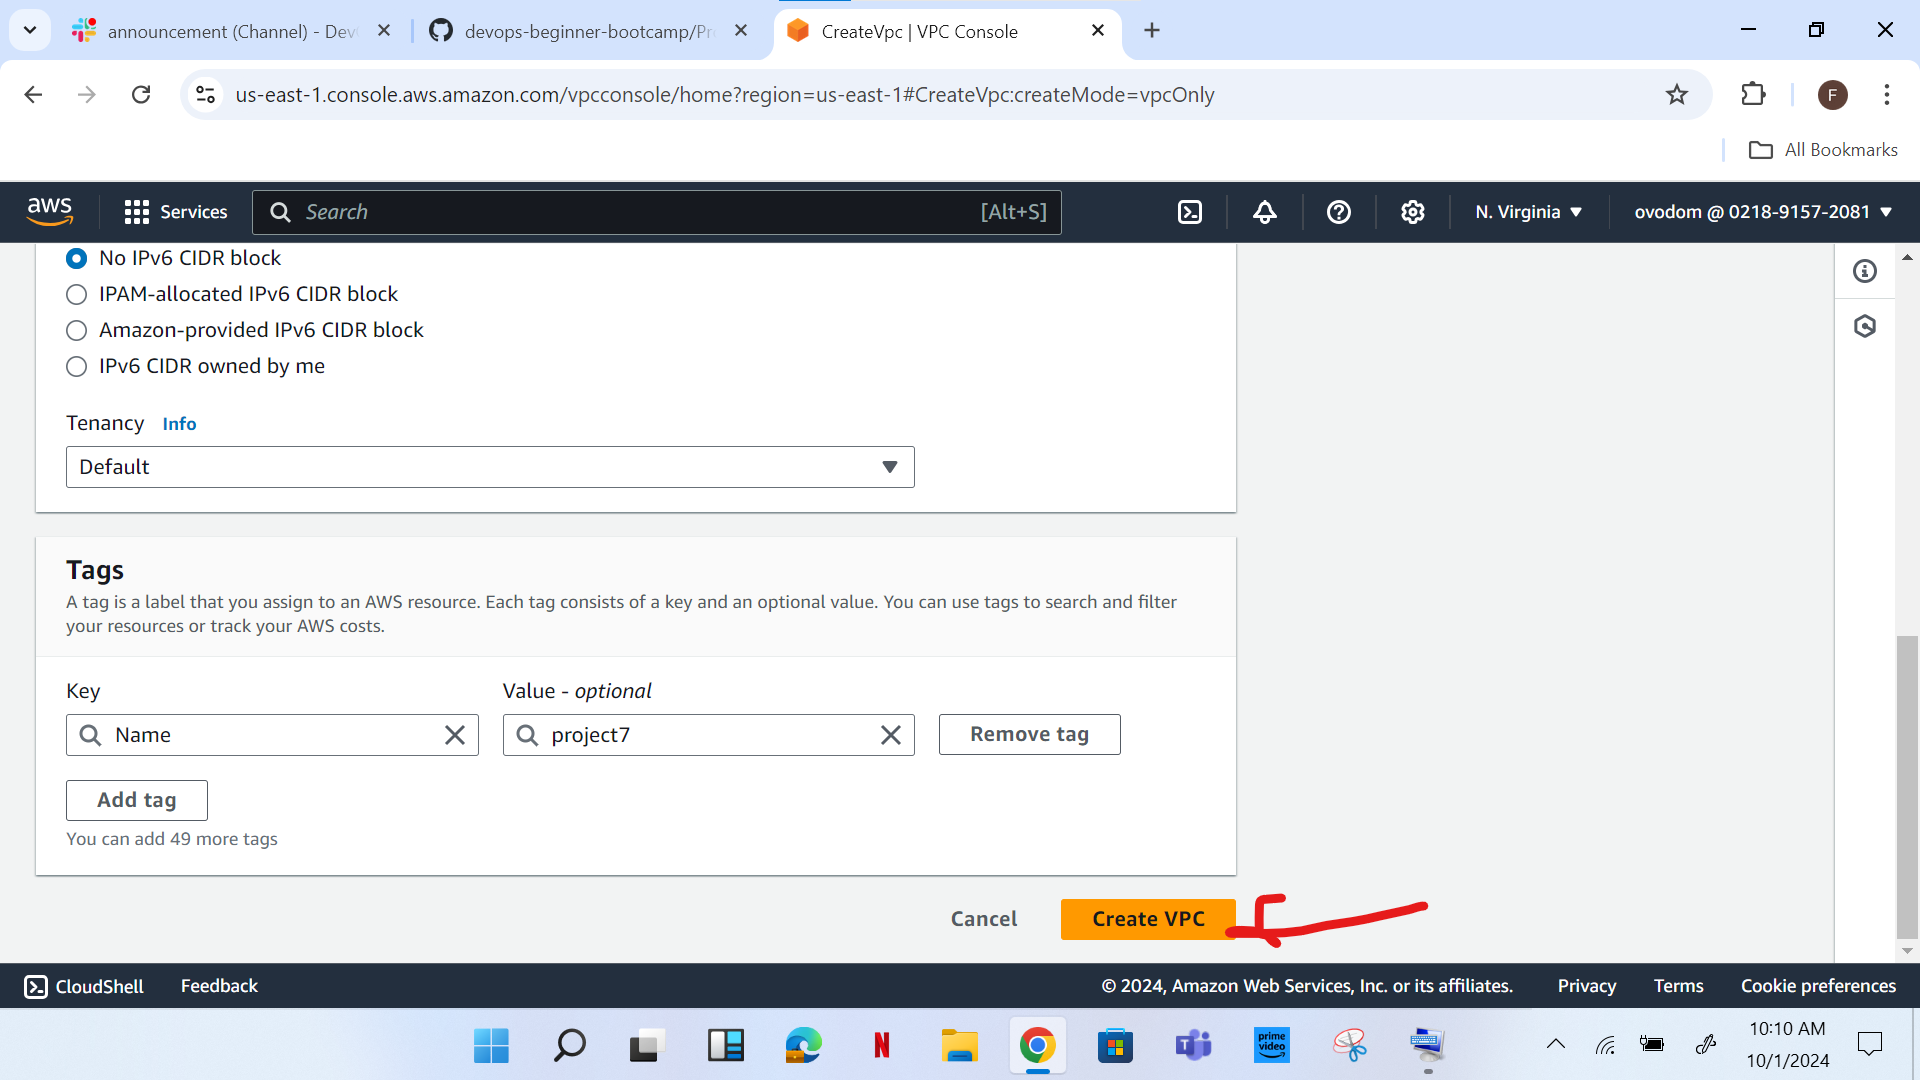 announcement (Channel) - Dev
devops-beginner-bootcamp/Pr
CreateVpc | VPC Console
us-east-1.console.aws.amazon.com/vpcconsole/home?region=us-east-1#CreateVpc:createMode=vpcOnly
F
All Bookmarks
aws
Services
Search
[Alt+S]
N. Virginia
ovodom @ 0218-9157-2081
No IPv6 CIDR block
IPAM-allocated IPv6 CIDR block
Amazon-provided IPv6 CIDR block
IPv6 CIDR owned by me
Tenancy Info
Default
Tags
A tag is a label that you assign to an AWS resource. Each tag consists of a key and an optional value. You can use tags to search and filter
your resources or track your AWS costs.
Key
Value - optional
Name
project7
Remove tag
Add tag
You can add 49 more tags
Cancel
Create VPC
CloudShell
Feedback
© 2024, Amazon Web Services, Inc. or its affiliates.
Privacy
Terms
Cookie preferences
N
prime video
10:10 AM
10/1/2024